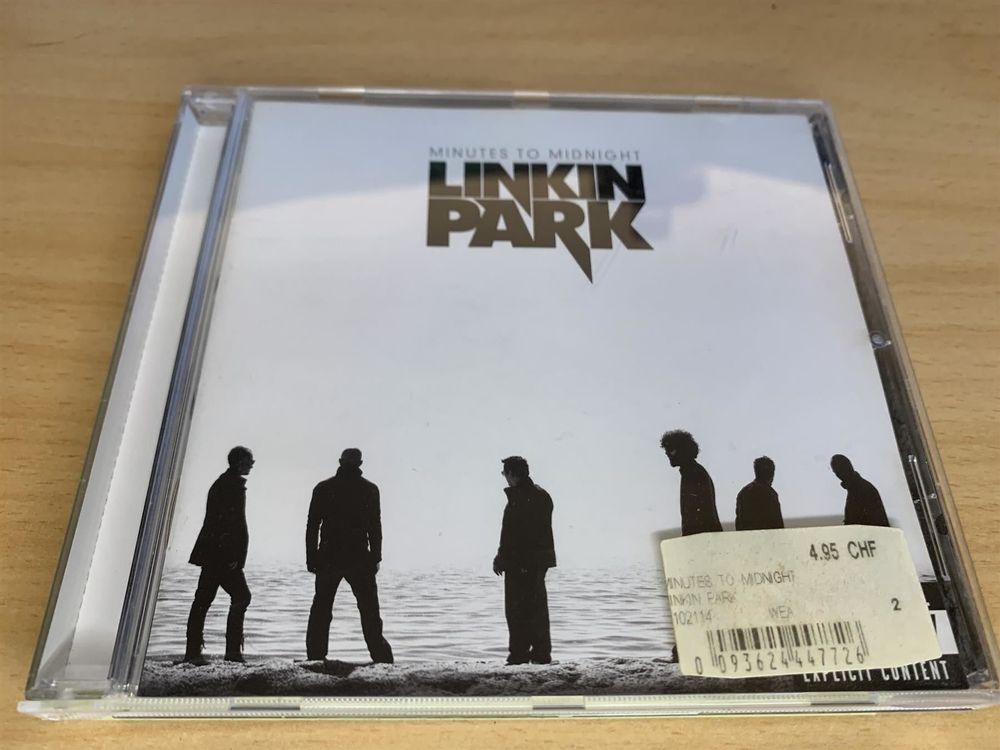 MINUTES TO MIDNIGHT
LINKIN
PARK
4.95 CHF
MINUTES TO MIDNIGHT
INKIN PARK
102114 WEA 2
0 093624 447726
EXPLICIT CONTENT